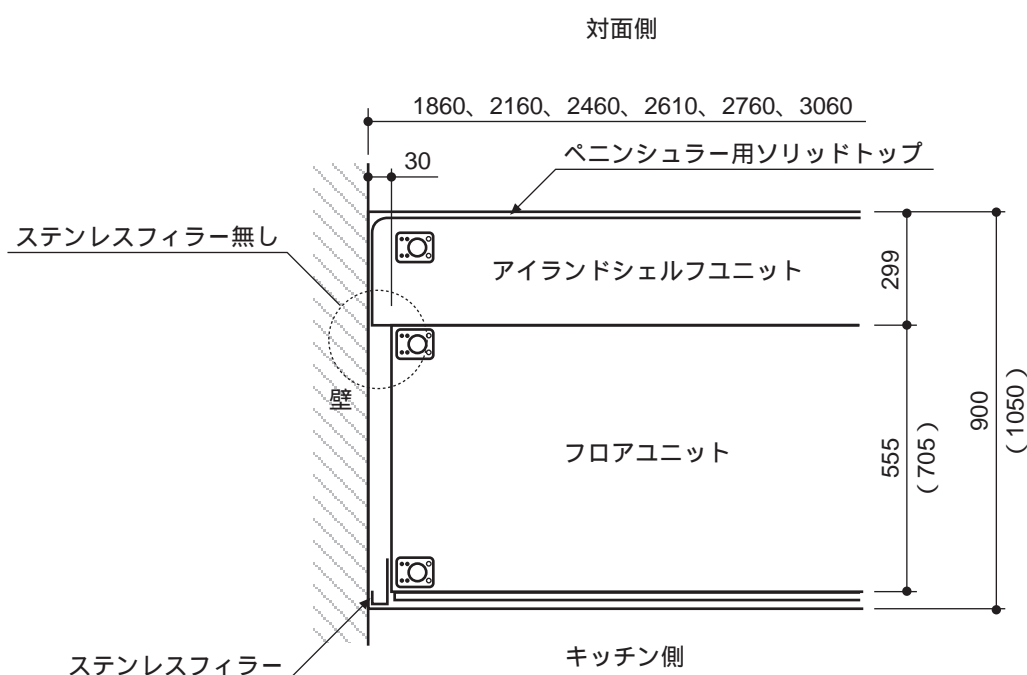 対面側
1860、2160、2460、2610、2760、3060
30
ペニンシュラー用ソリッドトップ
ステンレスフィラー無し
アイランドシェルフユニット
299
壁
フロアユニット
555
(705)
900
(1050)
キッチン側
ステンレスフィラー